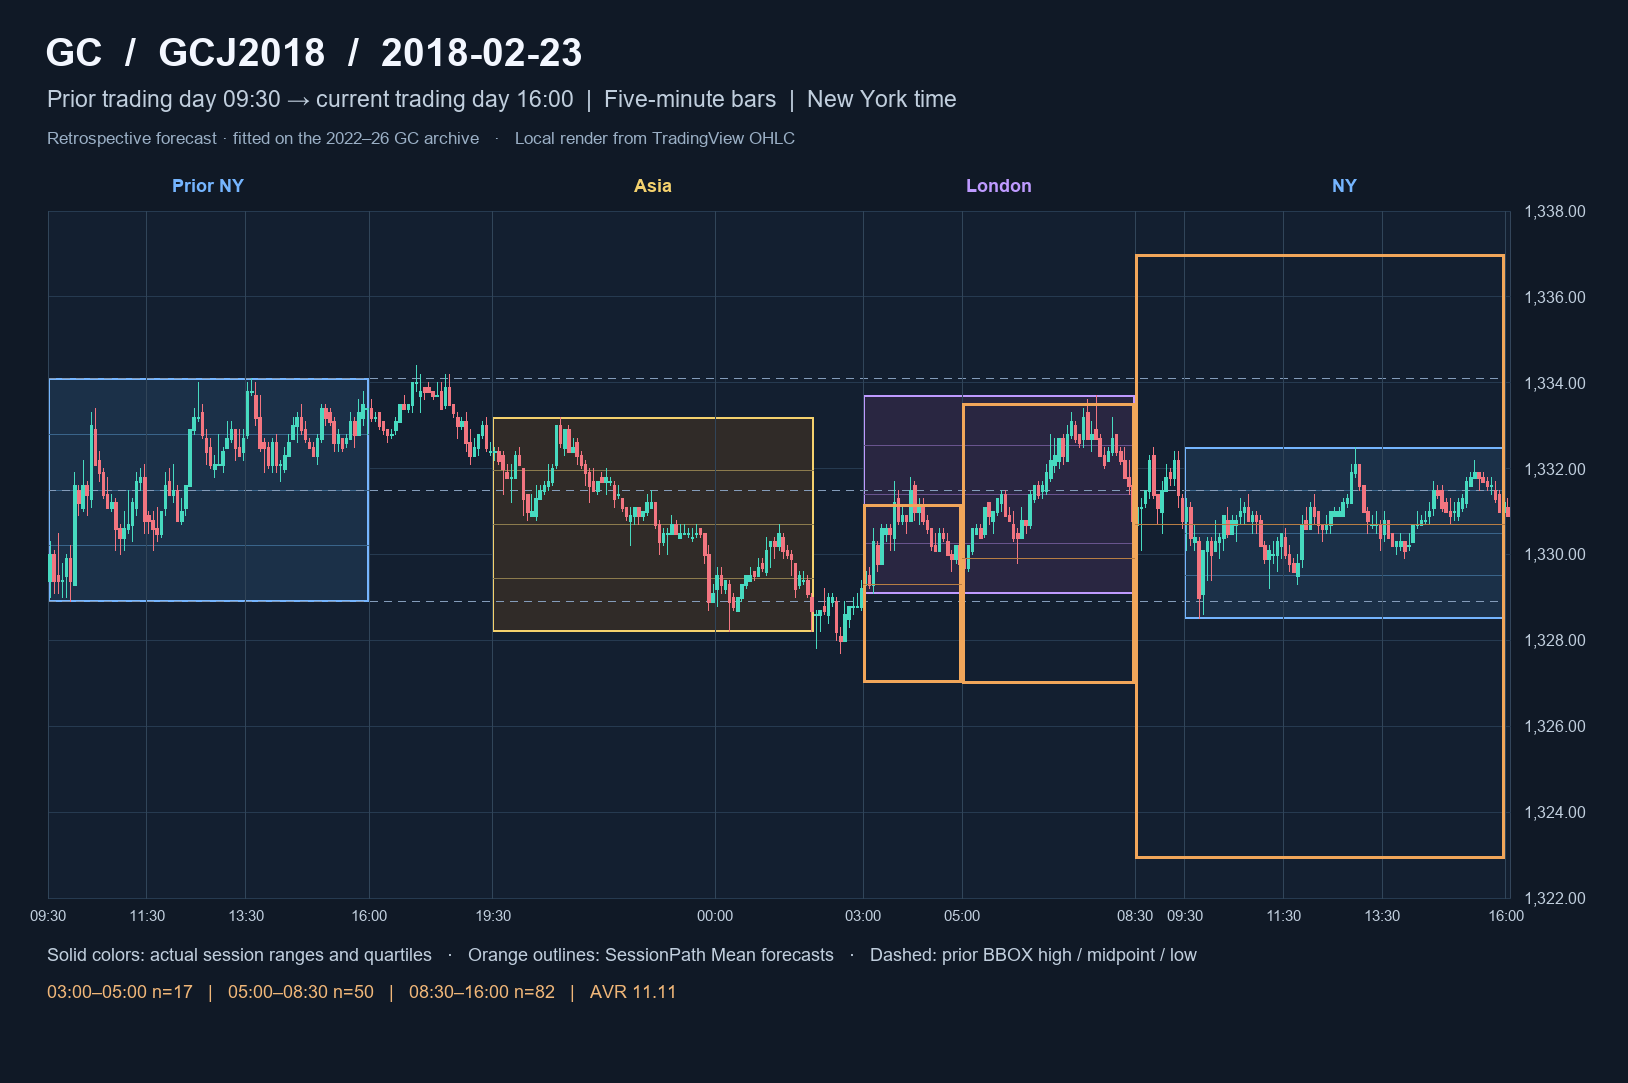 GC / GCJ2018 / 2018-02-23
Prior trading day 09:30 → current trading day 16:00 | Five-minute bars | New York time
Retrospective forecast · fitted on the 2022–26 GC archive · Local render from TradingView OHLC
Prior NY Asia London NY
1,338.00
1,336.00
1,334.00
1,332.00
1,330.00
1,328.00
1,326.00
1,324.00
1,322.00
09:30 11:30 13:30 16:00 19:30 00:00 03:00 05:00 08:30 09:30 11:30 13:30 16:00
Solid colors: actual session ranges and quartiles · Orange outlines: SessionPath Mean forecasts · Dashed: prior BBOX high / midpoint / low
03:00–05:00 n=17 | 05:00–08:30 n=50 | 08:30–16:00 n=82 | AVR 11.11